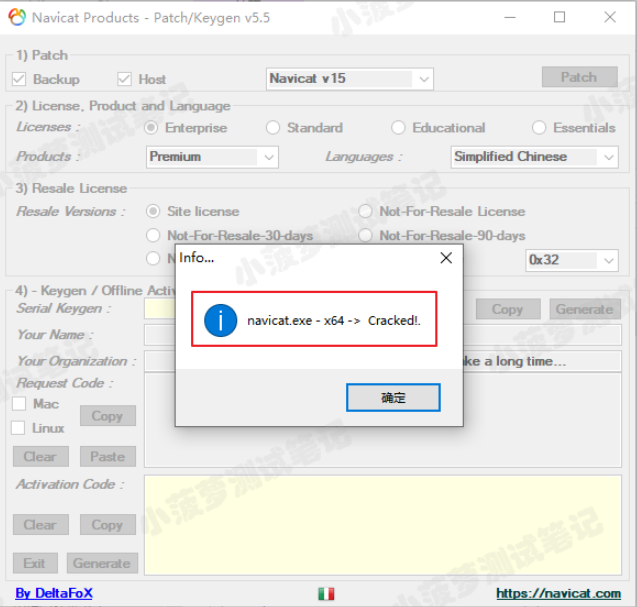 Navicat Products - Patch/Keygen v5.5
1) Patch
Backup Host Navicat v15 Patch
2) License, Product and Language
Licenses : Enterprise Standard Educational Essentials
Products : Premium Languages : Simplified Chinese
3) Resale License
Resale Versions : Site license Not-For-Resale License
Not-For-Resale-30-days Not-For-Resale-90-days
N 0x32
Info...
navicat.exe - x64 -> Cracked!.
确定
4) - Keygen / Offline Activ
Serial Keygen : Copy Generate
Your Name :
Your Organization : ke a long time...
Request Code :
Mac
Copy
Linux
Clear Paste
Activation Code :
Clear Copy
Exit Generate
By DeltaFoX https://navicat.com
小菠萝测试笔记